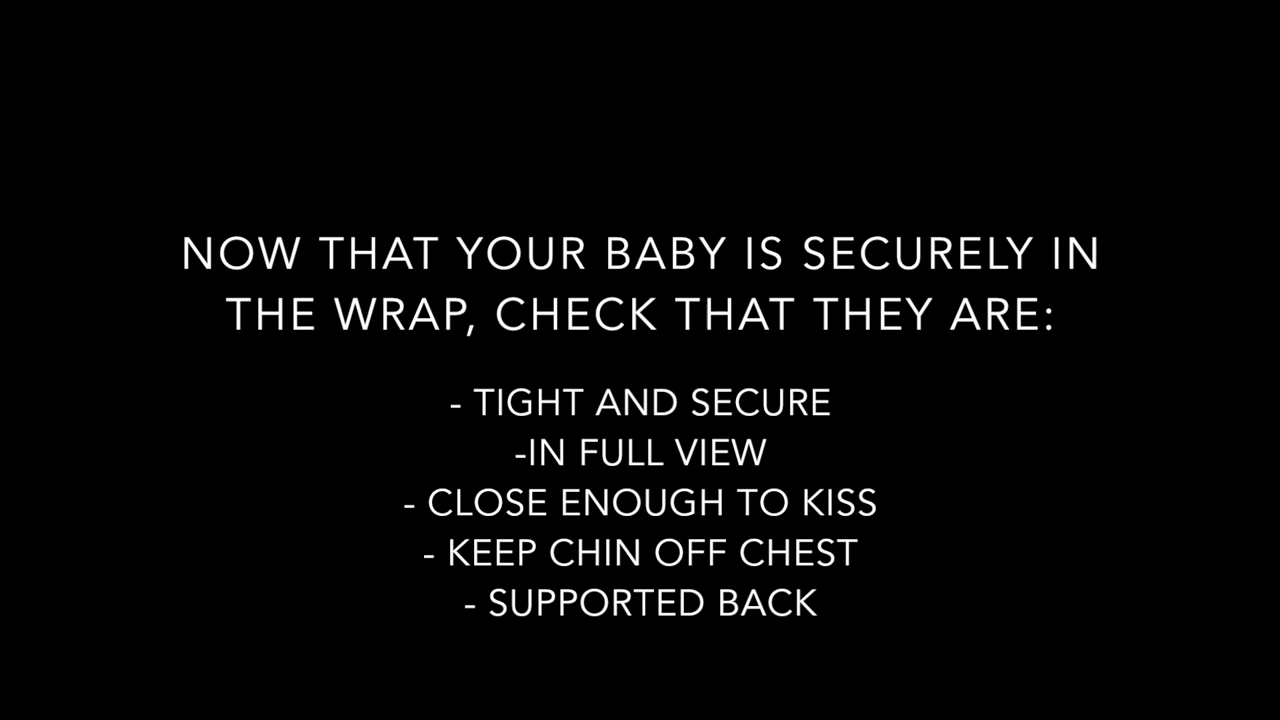 NOW THAT YOUR BABY IS SECURELY IN
THE WRAP, CHECK THAT THEY ARE:
- TIGHT AND SECURE
-IN FULL VIEW
- CLOSE ENOUGH TO KISS
- KEEP CHIN OFF CHEST
- SUPPORTED BACK